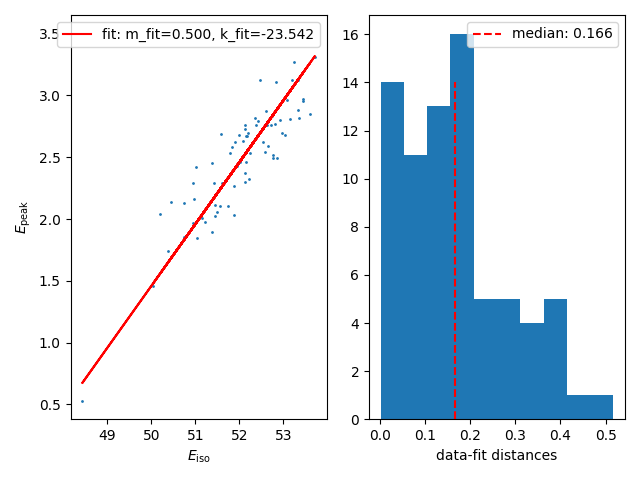 fit: m_fit=0.500, k_fit=-23.542
3.5
3.0
2.5
2.0
1.5
1.0
0.5
E_peak
49 50 51 52 53
E_iso
median: 0.166
16
14
12
10
8
6
4
2
0
0.0 0.1 0.2 0.3 0.4 0.5
data-fit distances